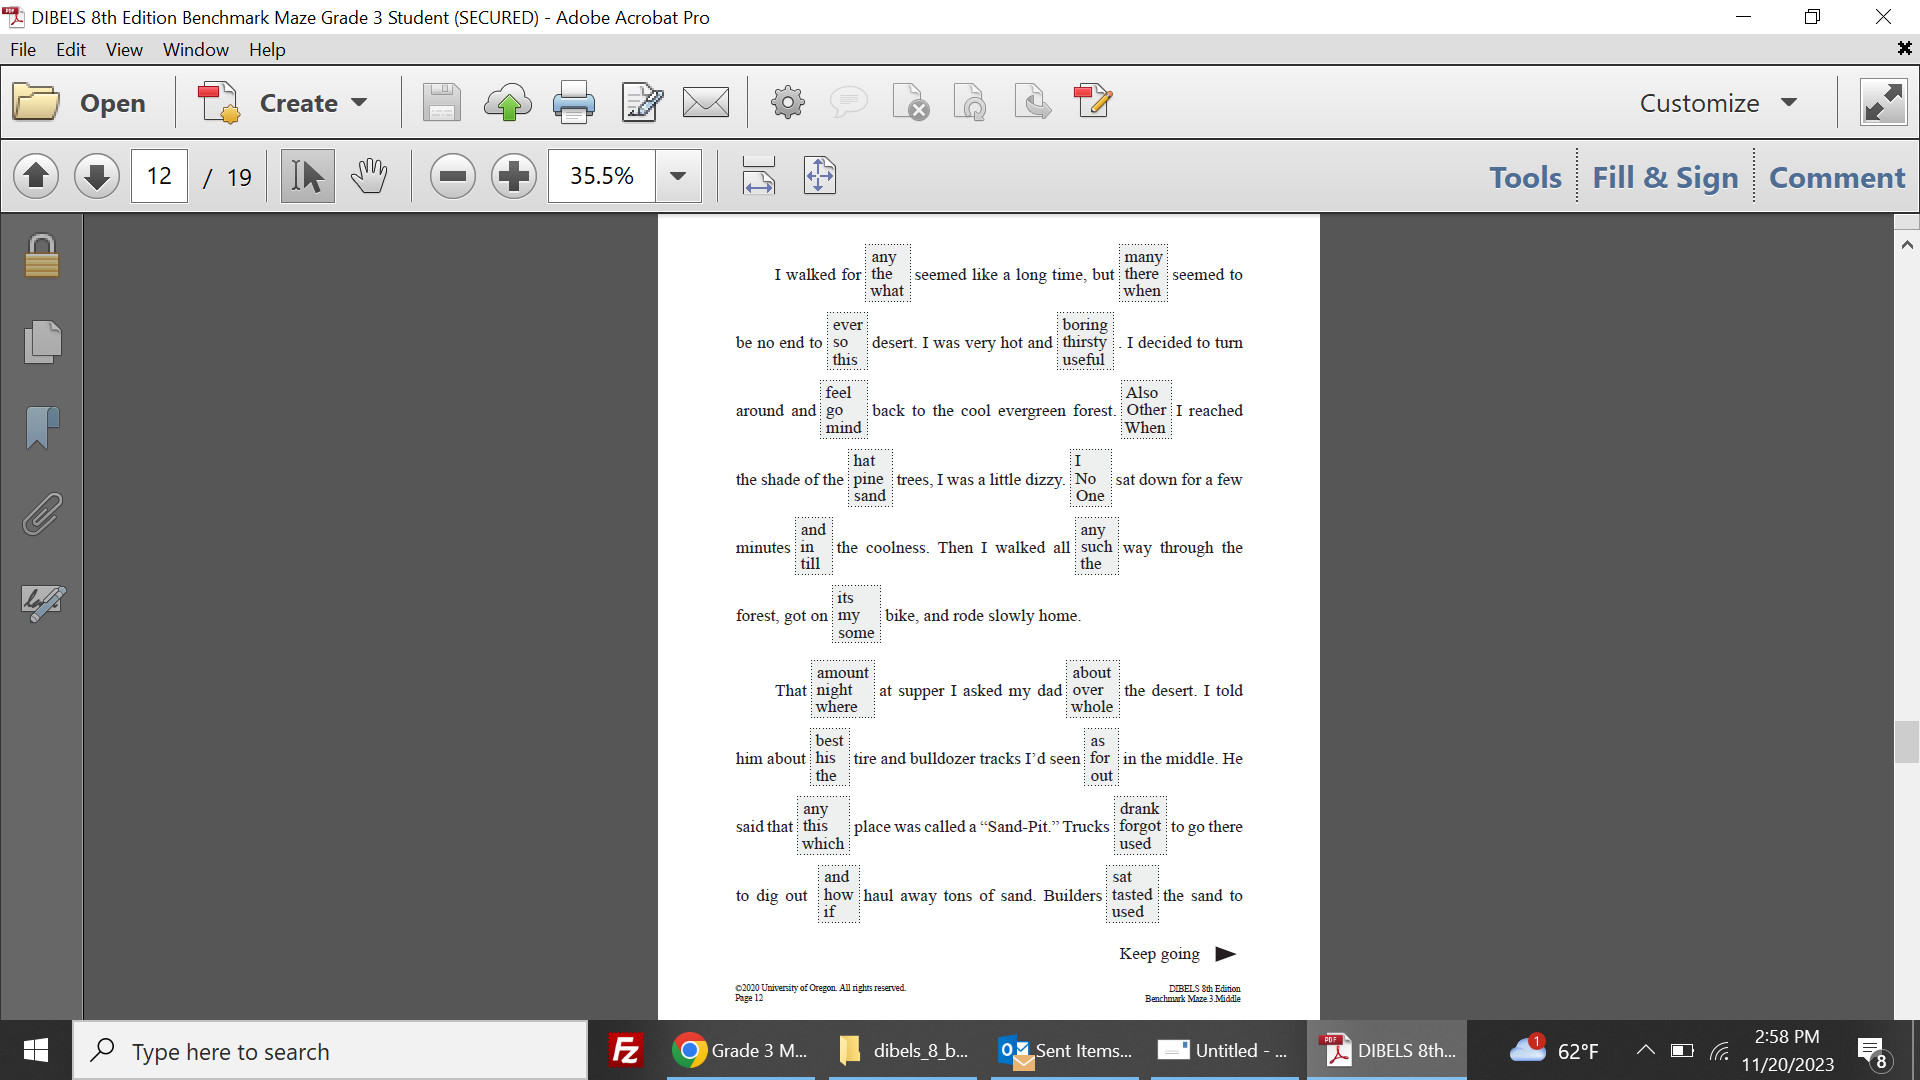 DIBELS 8th Edition Benchmark Maze Grade 3 Student (SECURED) - Adobe Acrobat Pro
File Edit View Window Help
Open Create Customize
12 / 19 35.5% Tools Fill & Sign Comment
any many
I walked for the seemed like a long time, but there seemed to
what when
ever boring
be no end to so desert. I was very hot and thirsty . I decided to turn
this useful
feel Also
around and go back to the cool evergreen forest. Other I reached
mind When
hat I
the shade of the pine trees, I was a little dizzy. No sat down for a few
sand One
and any
minutes in the coolness. Then I walked all such way through the
till the
its
forest, got on my bike, and rode slowly home.
some
amount about
That night at supper I asked my dad over the desert. I told
where whole
best as
him about his tire and bulldozer tracks I'd seen for in the middle. He
the out
any drank
said that this place was called a “Sand-Pit.” Trucks forgot to go there
which used
and sat
to dig out how haul away tons of sand. Builders tasted the sand to
if used
Keep going
©2020 University of Oregon. All rights reserved. DIBELS 8th Edition
Page 12 Benchmark Maze.3.Middle
Type here to search Grade 3 M... dibels_8_b... Sent Items... Untitled - ... DIBELS 8th... 1 62°F 2:58 PM
11/20/2023 8